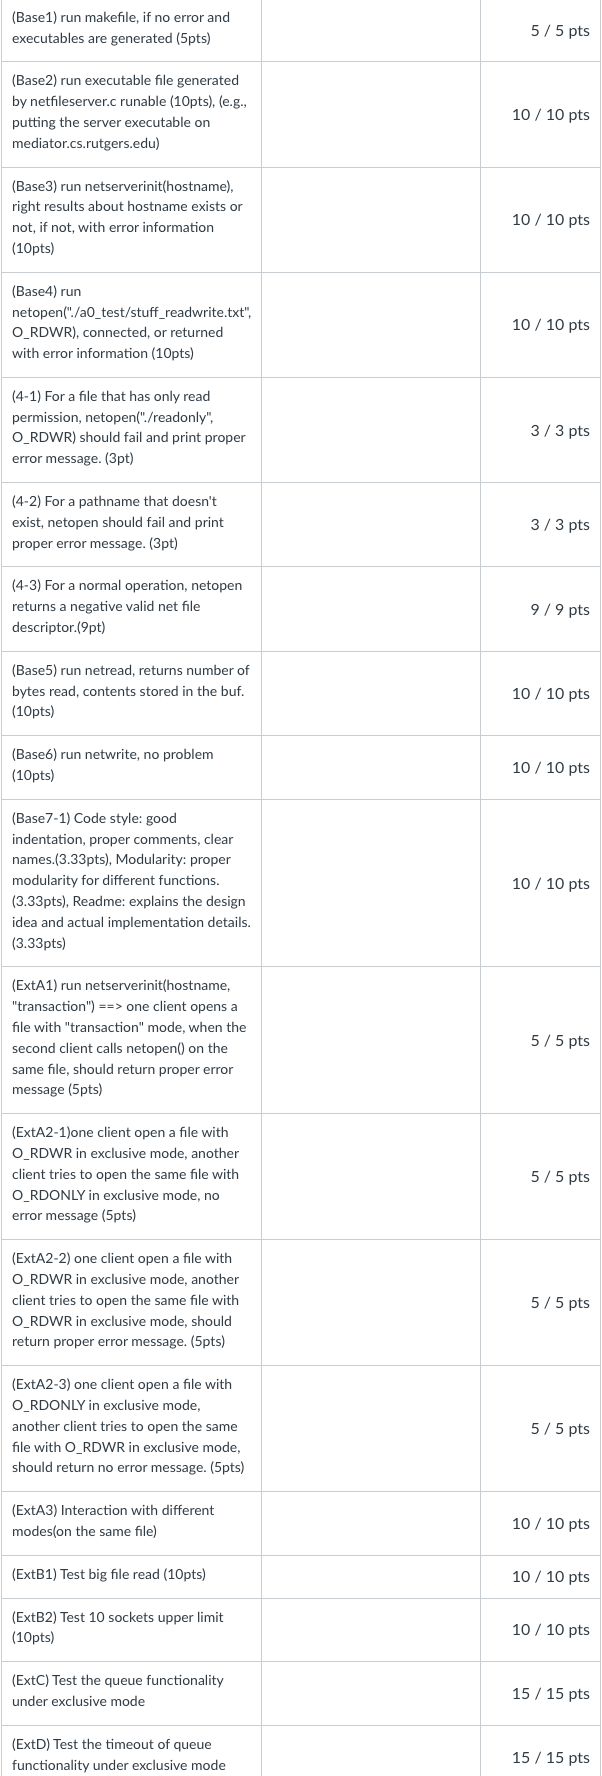 (Base1) run makefile, if no error and
executables are generated (5pts)
5 / 5 pts
(Base2) run executable file generated
by netfileserver.c runable (10pts), (e.g.,
putting the server executable on
mediator.cs.rutgers.edu)
10 / 10 pts
(Base3) run netserverinit(hostname),
right results about hostname exists or
not, if not, with error information
(10pts)
10 / 10 pts
(Base4) run
netopen("./a0_test/stuff_readwrite.txt",
O_RDWR), connected, or returned
with error information (10pts)
10 / 10 pts
(4-1) For a file that has only read
permission, netopen("./readonly",
O_RDWR) should fail and print proper
error message. (3pt)
3 / 3 pts
(4-2) For a pathname that doesn't
exist, netopen should fail and print
proper error message. (3pt)
3 / 3 pts
(4-3) For a normal operation, netopen
returns a negative valid net file
descriptor.(9pt)
9 / 9 pts
(Base5) run netread, returns number of
bytes read, contents stored in the buf.
(10pts)
10 / 10 pts
(Base6) run netwrite, no problem
(10pts)
10 / 10 pts
(Base7-1) Code style: good
indentation, proper comments, clear
names.(3.33pts), Modularity: proper
modularity for different functions.
(3.33pts), Readme: explains the design
idea and actual implementation details.
(3.33pts)
10 / 10 pts
(ExtA1) run netserverinit(hostname,
"transaction") ==> one client opens a
file with "transaction" mode, when the
second client calls netopen() on the
same file, should return proper error
message (5pts)
5 / 5 pts
(ExtA2-1)one client open a file with
O_RDWR in exclusive mode, another
client tries to open the same file with
O_RDONLY in exclusive mode, no
error message (5pts)
5 / 5 pts
(ExtA2-2) one client open a file with
O_RDWR in exclusive mode, another
client tries to open the same file with
O_RDWR in exclusive mode, should
return proper error message. (5pts)
5 / 5 pts
(ExtA2-3) one client open a file with
O_RDONLY in exclusive mode,
another client tries to open the same
file with O_RDWR in exclusive mode,
should return no error message. (5pts)
5 / 5 pts
(ExtA3) Interaction with different
modes(on the same file)
10 / 10 pts
(ExtB1) Test big file read (10pts)
10 / 10 pts
(ExtB2) Test 10 sockets upper limit
(10pts)
10 / 10 pts
(ExtC) Test the queue functionality
under exclusive mode
15 / 15 pts
(ExtD) Test the timeout of queue
functionality under exclusive mode
15 / 15 pts